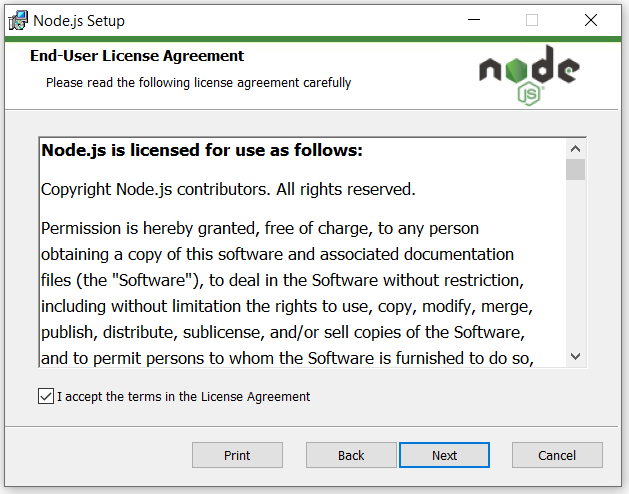 Node.js Setup
End-User License Agreement
Please read the following license agreement carefully
node
JS
Node.js is licensed for use as follows:
Copyright Node.js contributors. All rights reserved.
Permission is hereby granted, free of charge, to any person
obtaining a copy of this software and associated documentation
files (the "Software"), to deal in the Software without restriction,
including without limitation the rights to use, copy, modify, merge,
publish, distribute, sublicense, and/or sell copies of the Software,
and to permit persons to whom the Software is furnished to do so,
I accept the terms in the License Agreement
Print Back Next Cancel